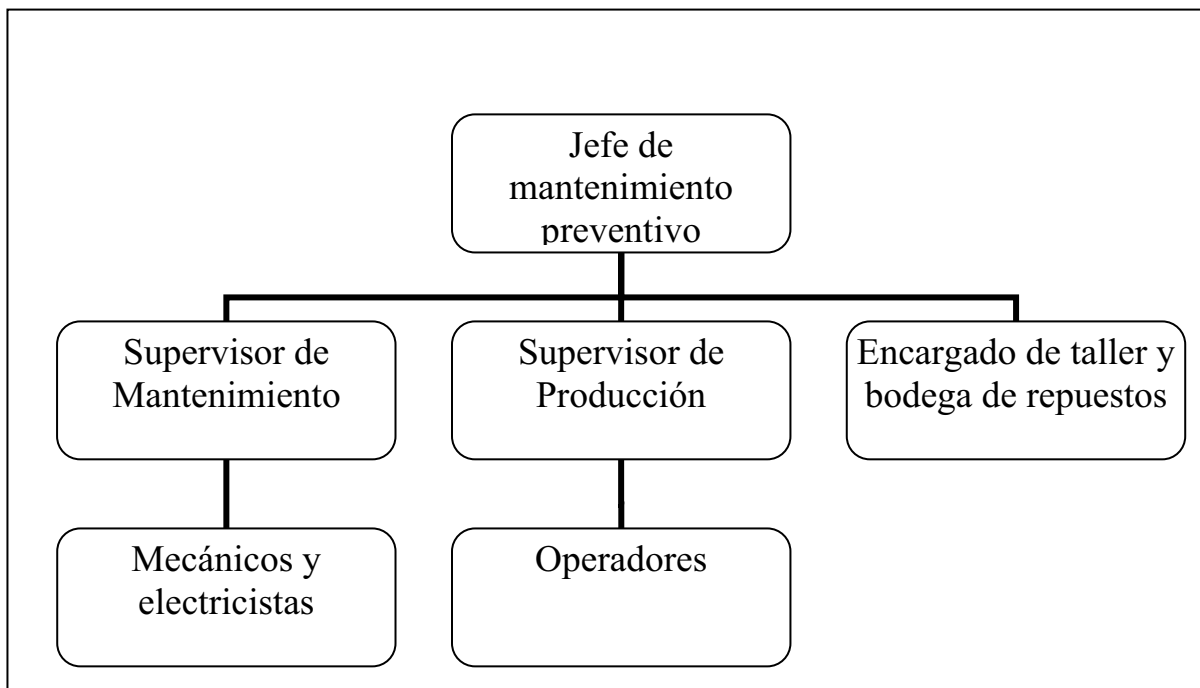 Jefe de
mantenimiento
preventivo
Supervisor de
Mantenimiento
Supervisor de
Producción
Encargado de taller y
bodega de repuestos
Mecánicos y
electricistas
Operadores